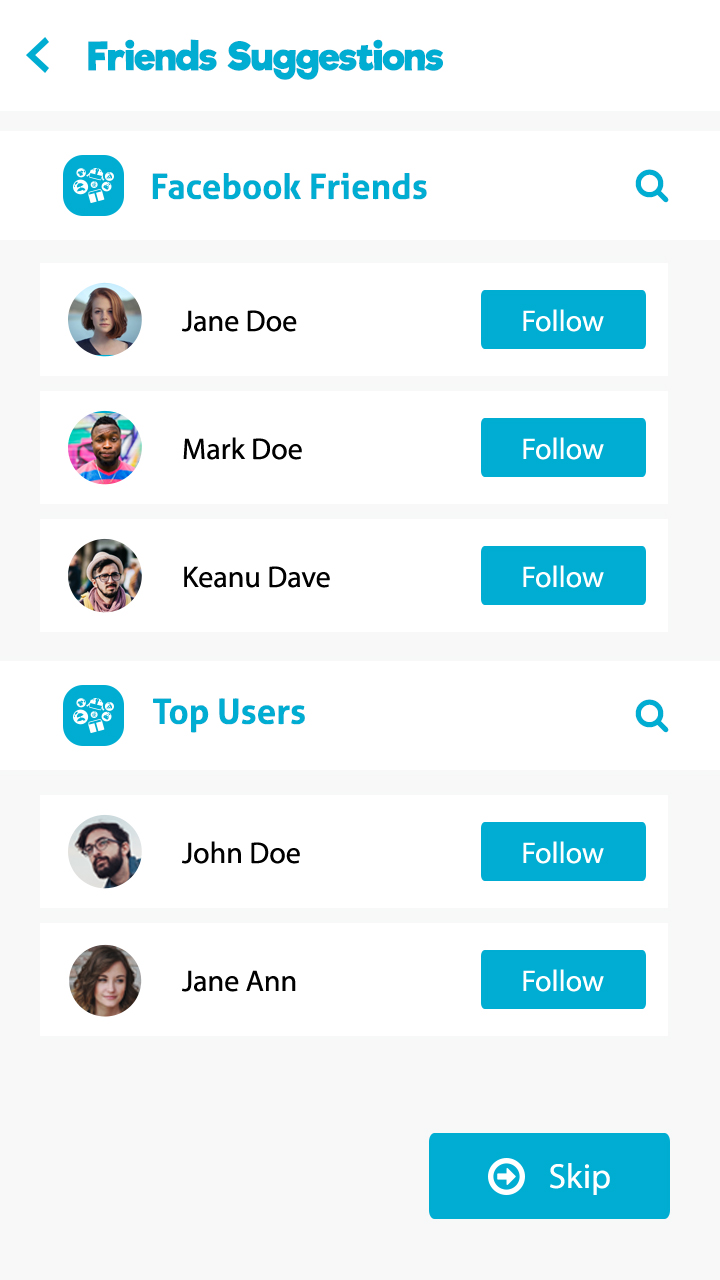 Friends Suggestions
Facebook Friends
Jane Doe
Follow
Mark Doe
Follow
Keanu Dave
Follow
Top Users
John Doe
Follow
Jane Ann
Follow
Skip